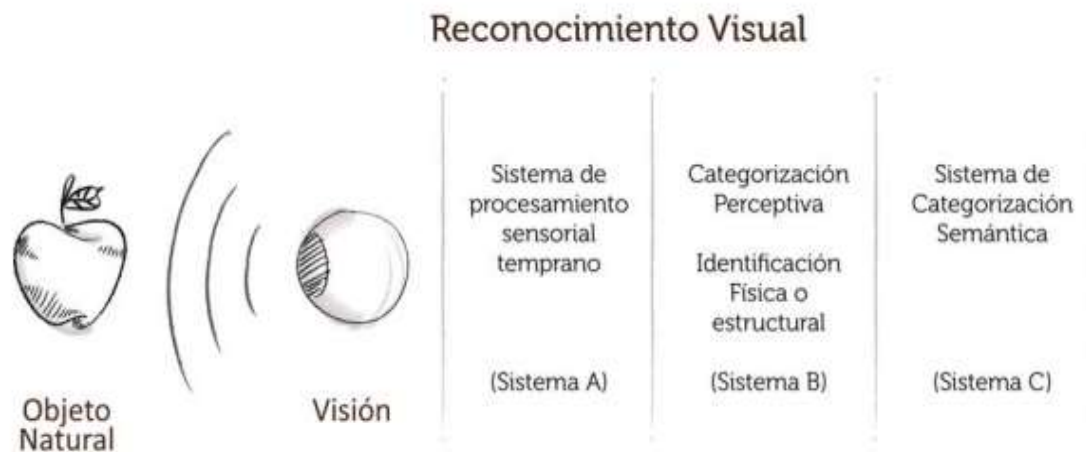 Reconocimiento Visual
Sistema de
procesamiento
sensorial
temprano
(Sistema A)
Categorización
Perceptiva
Identificación
Física o
estructural
(Sistema B)
Sistema de
Categorización
Semántica
(Sistema C)
Objeto
Natural
Visión